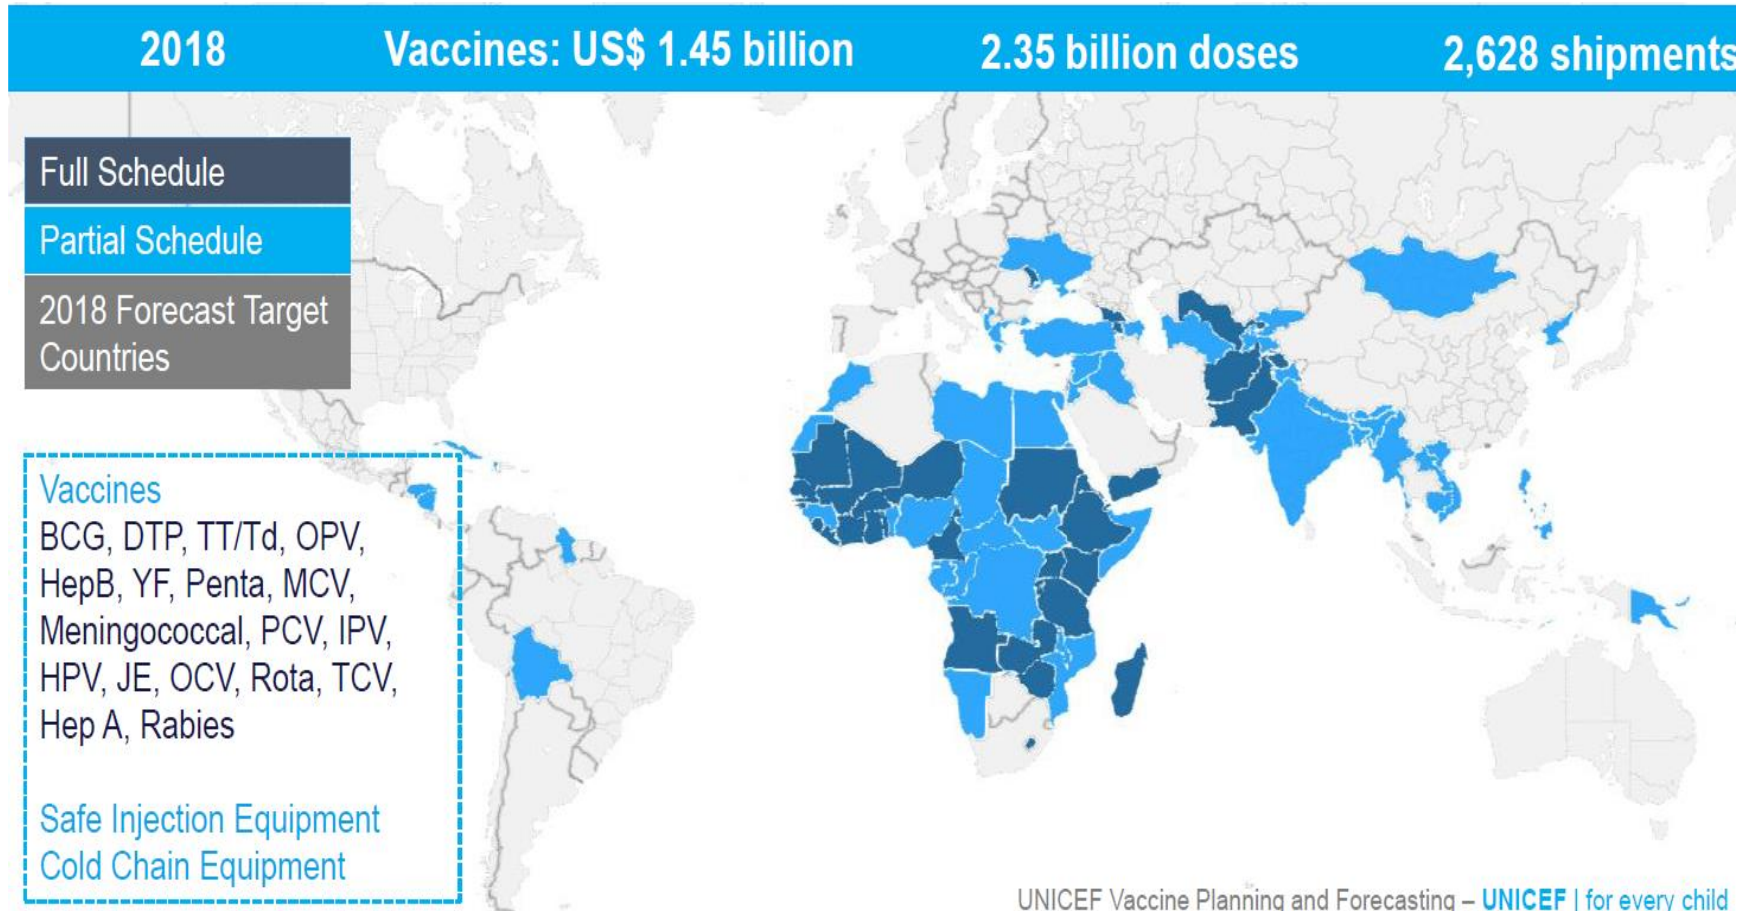 2018 Vaccines: US$ 1.45 billion 2.35 billion doses 2,628 shipments
Full Schedule
Partial Schedule
2018 Forecast Target
Countries
Vaccines
BCG, DTP, TT/Td, OPV,
HepB, YF, Penta, MCV,
Meningococcal, PCV, IPV,
HPV, JE, OCV, Rota, TCV,
Hep A, Rabies
Safe Injection Equipment
Cold Chain Equipment
UNICEF Vaccine Planning and Forecasting – UNICEF | for every child